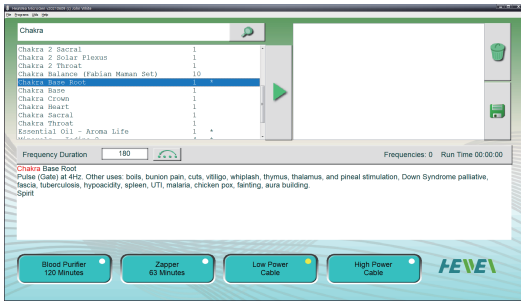 File Programs Web Help
Chakra
Chakra 2 Sacral 1
Chakra 2 Solar Plexus 1
Chakra 2 Throat 1
Chakra Balance (Fabian Maman Set) 10
Chakra Base Root 1 *
Chakra Base 1
Chakra Crown 1
Chakra Heart 1
Chakra Sacral 1
Chakra Throat 1
Essential Oil - Aroma Life 1 *
Frequency Duration 180 Frequencies: 0 Run Time 00:00:00
Chakra Base Root
Pulse (Gate) at 4Hz. Other uses: boils, bunion pain, cuts, vitiligo, whiplash, thymus, thalamus, and pineal stimulation, Down Syndrome palliative,
fascia, tuberculosis, hypoacidity, spleen, UTI, malaria, chicken pox, fainting, aura building.
Spirit
Blood Purifier
120 Minutes
Zapper
63 Minutes
Low Power
Cable
High Power
Cable